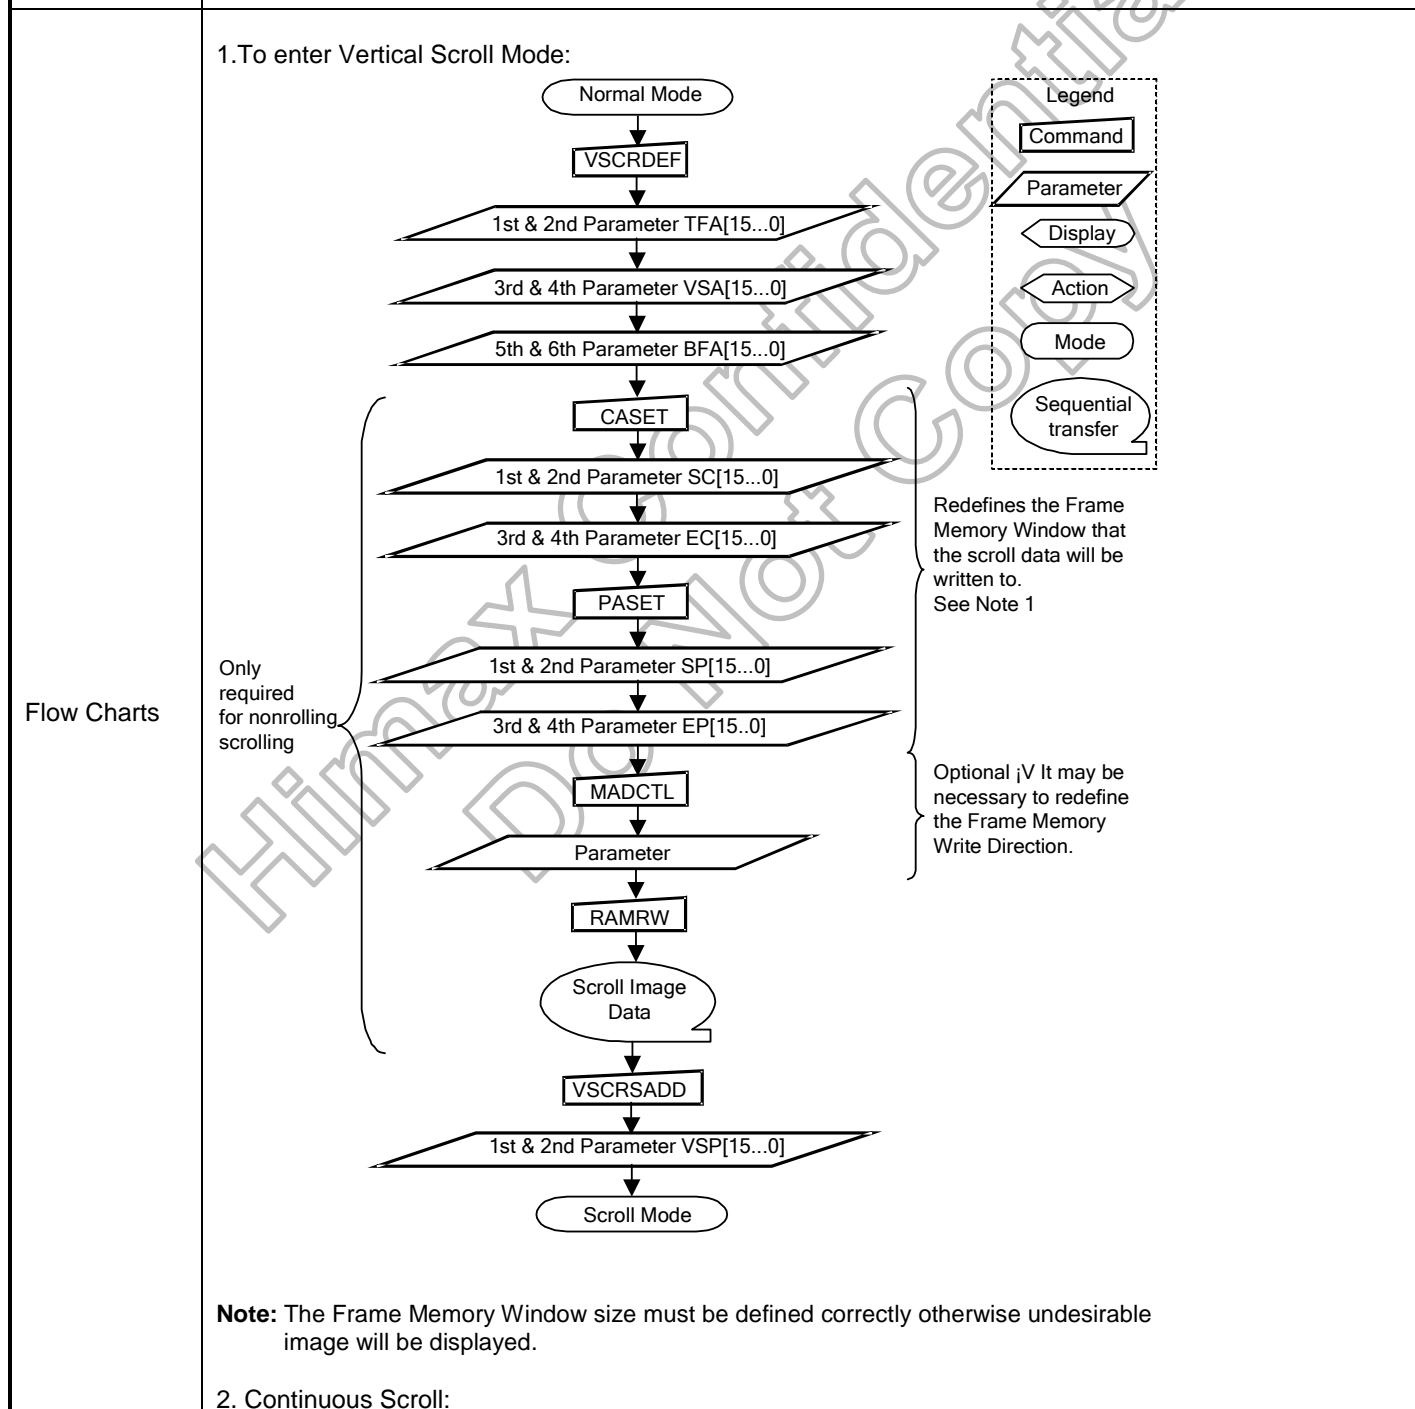 1.To enter Vertical Scroll Mode:
Normal Mode
VSCRDEF
1st & 2nd Parameter TFA[15...0]
3rd & 4th Parameter VSA[15...0]
5th & 6th Parameter BFA[15...0]
CASET
1st & 2nd Parameter SC[15...0]
3rd & 4th Parameter EC[15...0]
PASET
1st & 2nd Parameter SP[15...0]
3rd & 4th Parameter EP[15..0]
MADCTL
Parameter
RAMRW
Scroll Image
Data
VSCRSADD
1st & 2nd Parameter VSP[15...0]
Scroll Mode
Legend
Command
Parameter
Display
Action
Mode
Sequential
transfer
Redefines the Frame
Memory Window that
the scroll data will be
written to.
See Note 1
Only
required
for nonrolling
scrolling
Flow Charts
Optional ¡V It may be
necessary to redefine
the Frame Memory
Write Direction.
Note: The Frame Memory Window size must be defined correctly otherwise undesirable
image will be displayed.
2. Continuous Scroll:
Himax Confidential
Do Not Copy